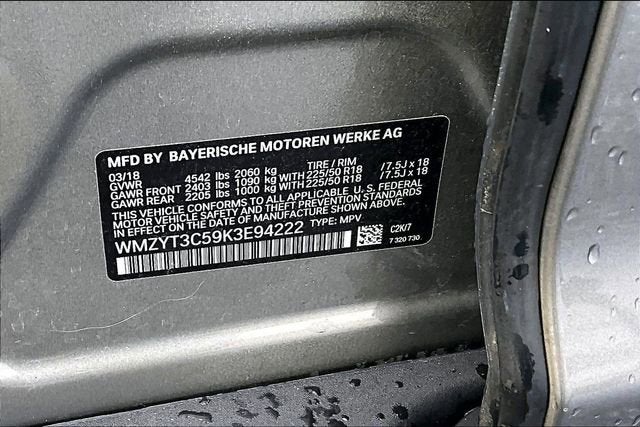 MFD BY BAYERISCHE MOTOREN WERKE AG
03/18 4542 lbs 2060 kg TIRE / RIM
GVWR
GAWR FRONT 2403 lbs 1090 kg WITH 225/50 R18 /7.5J x 18
GAWR REAR 2205 lbs 1000 kg WITH 225/50 R18 /7.5J x 18
THIS VEHICLE CONFORMS TO ALL APPLICABLE U.S. FEDERAL
MOTOR VEHICLE SAFETY AND THEFT PREVENTION STANDARDS
IN EFFECT ON THE DATE OF MANUFACTURE SHOWN ABOVE.
WMZYT3C59K3E94222 TYPE: MPV
C2K/7
7 320 730